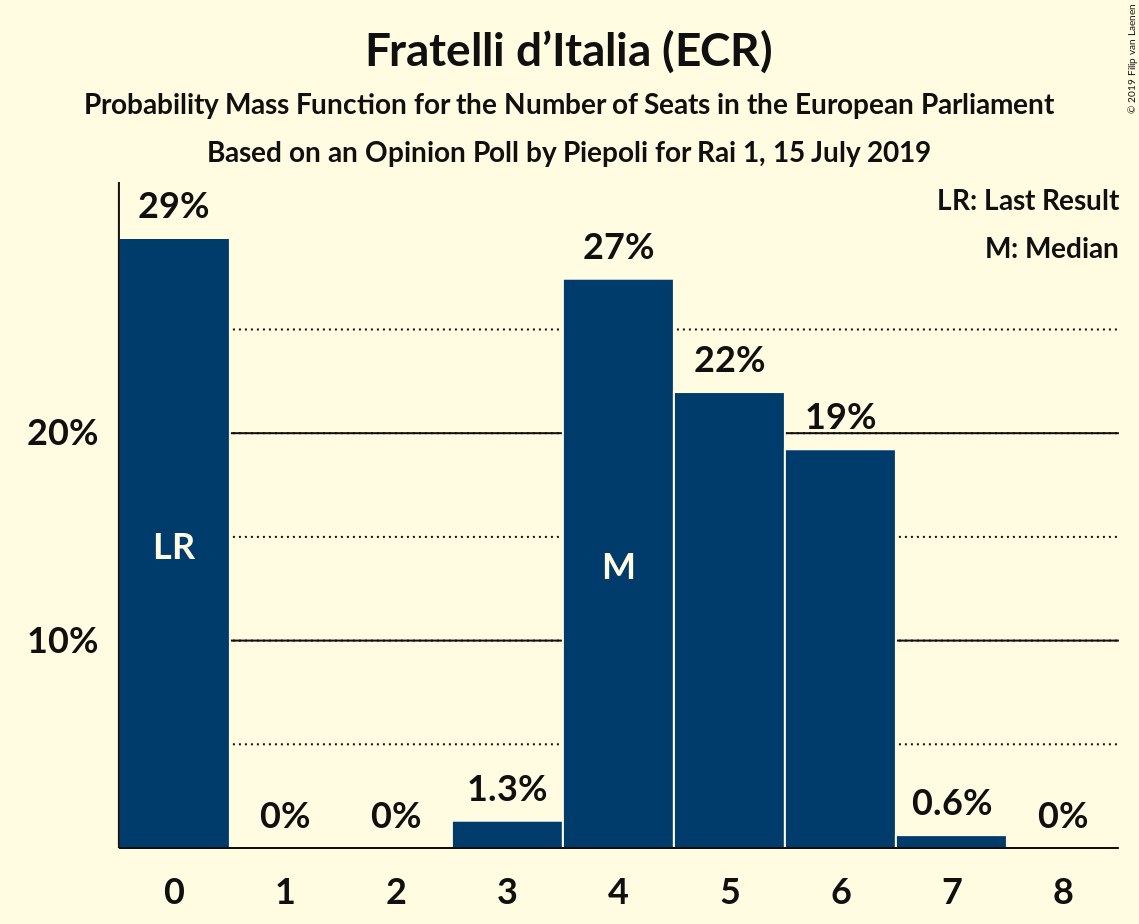 Fratelli d’Italia (ECR)
Probability Mass Function for the Number of Seats in the European Parliament
Based on an Opinion Poll by Piepoli for Rai 1, 15 July 2019
© 2019 Filip van Laenen
LR: Last Result
M: Median
29%
27%
22%
19%
20%
LR
M
10%
0%
0%
1.3%
0.6%
0%
0 1 2 3 4 5 6 7 8